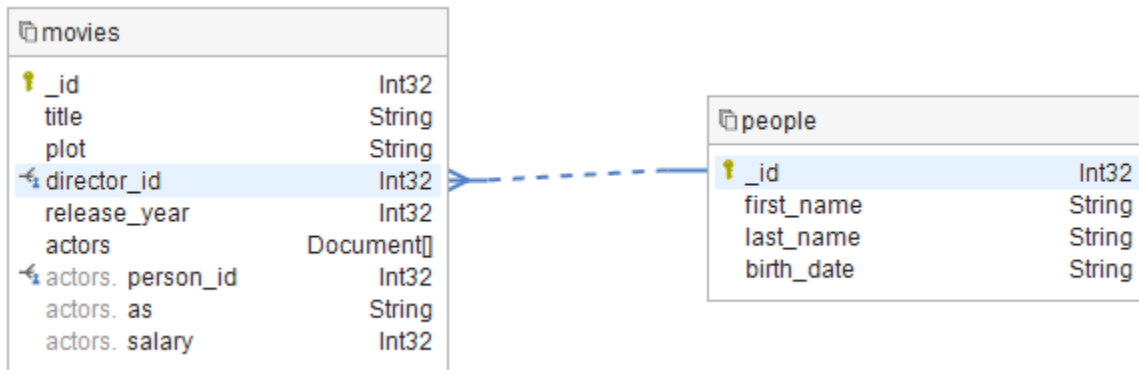 movies
_id Int32
title String
plot String
director_id Int32
release_year Int32
actors Document[]
actors. person_id Int32
actors. as String
actors. salary Int32
people
_id Int32
first_name String
last_name String
birth_date String